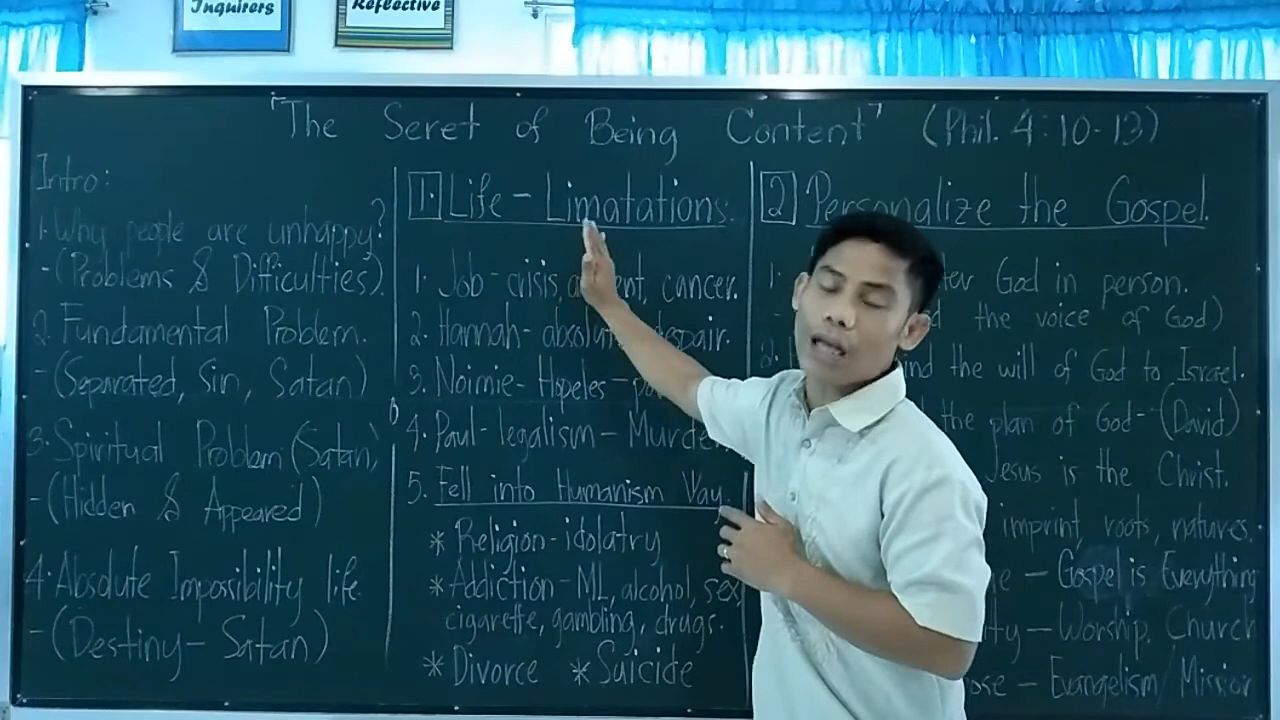 Inquirers
Reflective
"The Seret of Being Content" (Phil. 4:10-13)
Intro:
1. Why people are unhappy?
-(Problems & Difficulties).
2. Fundamental Problem.
-(Separated, Sin, Satan)
3. Spiritual Problem (Satan)
-(Hidden & Appeared)
4. Absolute Impossibility life
-(Destiny- Satan)
1. Life - Limatations.
1. Job - crisis, cancer.
2. Hannah- despair.
3. Noimie- Hopeles -
4. Paul- legalism -
5. Fell into Humanism Way.
* Religion - idolatry
* Addiction - ML, alcohol, sex,
cigarette, gambling, drugs.
* Divorce * Suicide
2 Personalize the Gospel.
1. God in person.
the voice of God)
2. the will of God to Israel.
the plan of God- (David)
Jesus is the Christ.
imprint, roots, natures.
- Gospel is Everything
- Worship, Church
- Evangelism/Mission